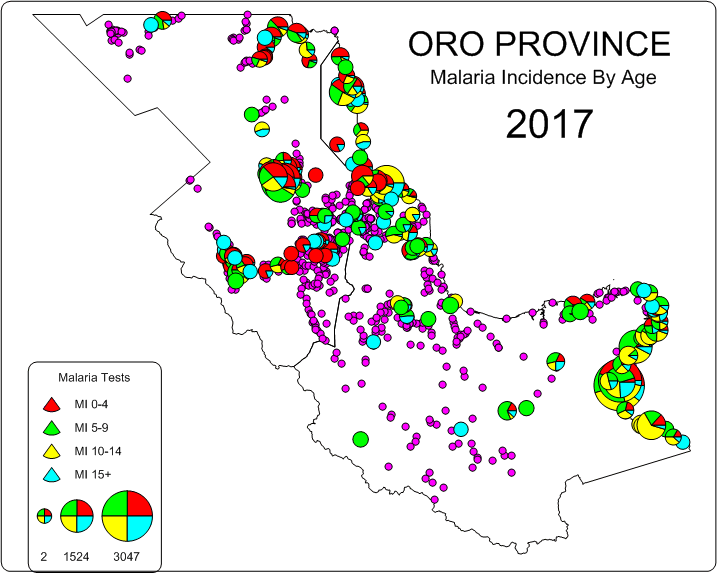 ORO PROVINCE
Malaria Incidence By Age
2017
Malaria Tests
MI 0-4
MI 5-9
MI 10-14
MI 15+
2 1524 3047